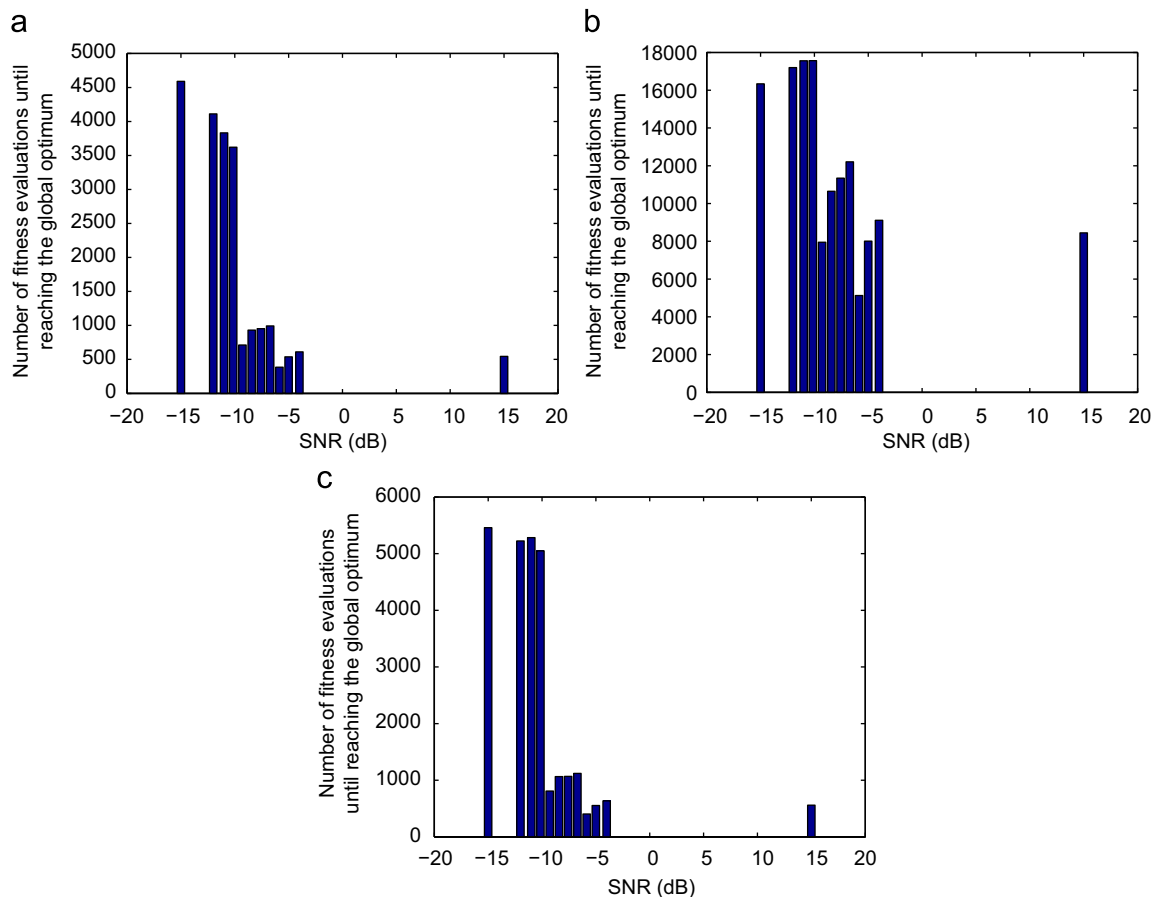 a
Number of fitness evaluations until
reaching the global optimum
5000
4500
4000
3500
3000
2500
2000
1500
1000
500
0
−20 −15 −10 −5 0 5 10 15 20
SNR (dB)
b
Number of fitness evaluations until
reaching the global optimum
18000
16000
14000
12000
10000
8000
6000
4000
2000
0
−20 −15 −10 −5 0 5 10 15 20
SNR (dB)
c
Number of fitness evaluations
until reaching the global optimum
6000
5000
4000
3000
2000
1000
0
−20 −15 −10 −5 0 5 10 15 20
SNR (dB)